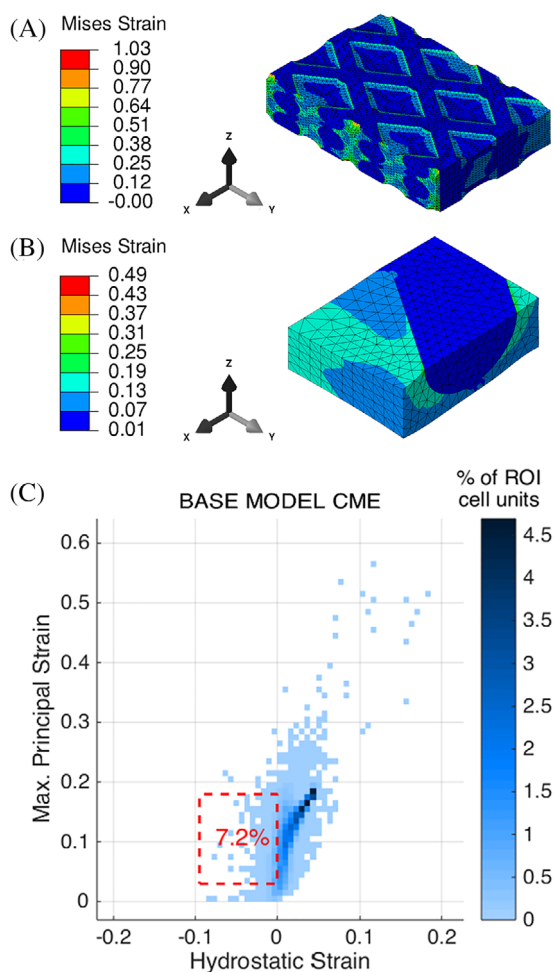 (A)
Mises Strain
1.03
0.90
0.77
0.64
0.51
0.38
0.25
0.12
-0.00
Z
X
Y
(B)
Mises Strain
0.49
0.43
0.37
0.31
0.25
0.19
0.13
0.07
0.01
Z
X
Y
(C)
% of ROI
cell units
BASE MODEL CME
Max. Principal Strain
0.6
0.5
0.4
0.3
0.2
0.1
0
7.2%
-0.2
-0.1
0
0.1
0.2
Hydrostatic Strain
4.5
4
3.5
3
2.5
2
1.5
1
0.5
0